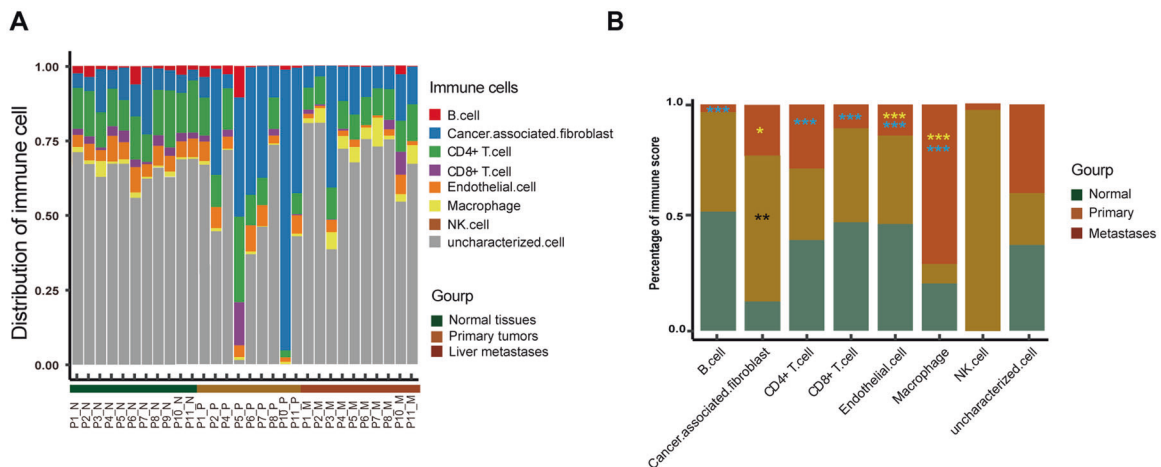 A
Distribution of immune cell
1.00
0.75
0.50
0.25
0.00
P1_N
P2_N
P3_N
P4_N
P5_N
P6_N
P7_N
P8_N
P9_N
P10_N
P11_N
P1_P
P2_P
P4_P
P5_P
P6_P
P7_P
P8_P
P10_P
P11_P
P1_M
P2_M
P3_M
P4_M
P5_M
P6_M
P7_M
P8_M
P10_M
P11_M
Immune cells
B.cell
Cancer.associated.fibroblast
CD4+ T.cell
CD8+ T.cell
Endothelial.cell
Macrophage
NK.cell
uncharacterized.cell
Gourp
Normal tissues
Primary tumors
Liver metastases
B
Percentage of immune score
1.0
0.5
0.0
***
*
**
***
***
***
***
***
***
B.cell
Cancer.associated.fibroblast
CD4+ T.cell
CD8+ T.cell
Endothelial.cell
Macrophage
NK.cell
uncharacterized.cell
Gourp
Normal
Primary
Metastases